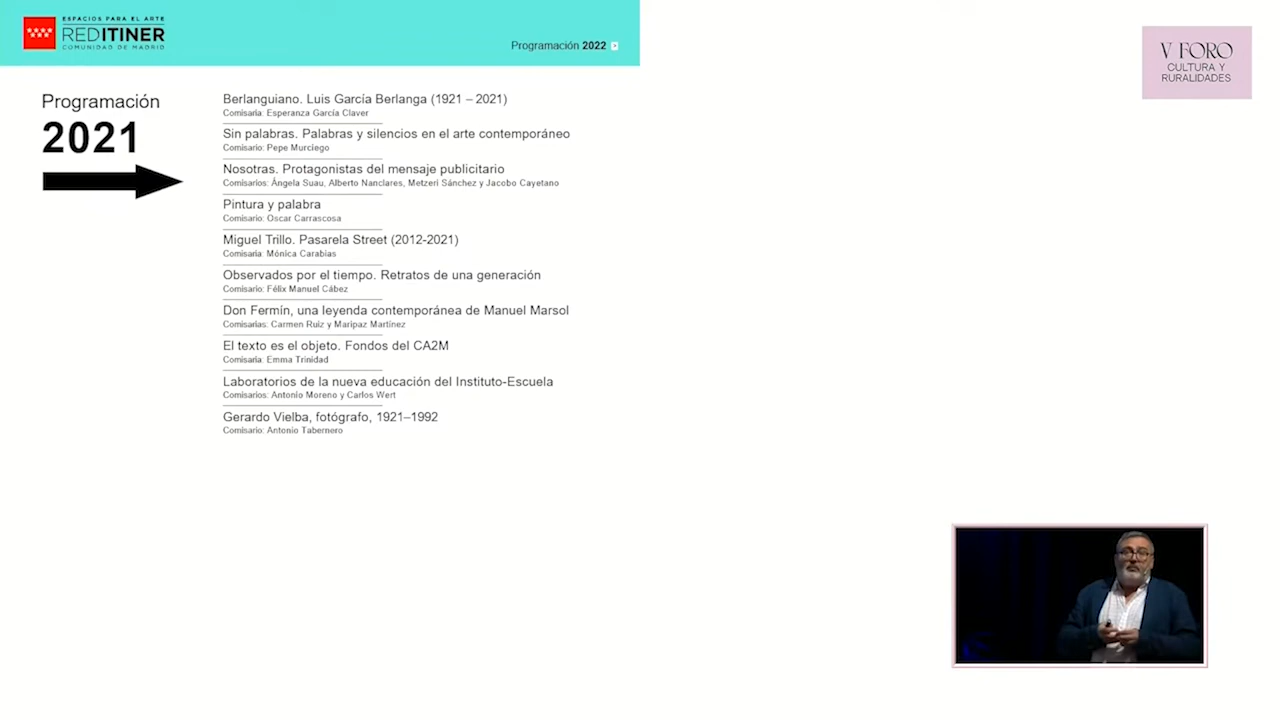 ESPACIOS PARA EL ARTE
REDITINER
COMUNIDAD DE MADRID
Programación 2022
V FORO
CULTURA Y
RURALIDADES
Programación
2021
Berlanguiano. Luis García Berlanga (1921 – 2021)
Comisaria: Esperanza García Claver
Sin palabras. Palabras y silencios en el arte contemporáneo
Comisario: Pepe Murciego
Nosotras. Protagonistas del mensaje publicitario
Comisarios: Ángela Suau, Alberto Nanclares, Metzeri Sánchez y Jacobo Cayetano
Pintura y palabra
Comisario: Oscar Carrascosa
Miguel Trillo. Pasarela Street (2012-2021)
Comisaria: Mónica Carabias
Observados por el tiempo. Retratos de una generación
Comisario: Félix Manuel Cábez
Don Fermín, una leyenda contemporánea de Manuel Marsol
Comisarias: Carmen Ruiz y Maripaz Martínez
El texto es el objeto. Fondos del CA2M
Comisaria: Emma Trinidad
Laboratorios de la nueva educación del Instituto-Escuela
Comisarios: Antonio Moreno y Carlos Wert
Gerardo Vielba, fotógrafo, 1921–1992
Comisario: Antonio Tabernero